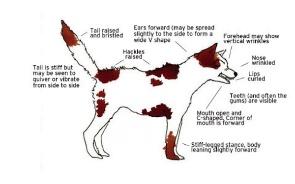 Tail raised
and bristled
Ears forward (may be spread
slightly to the side to form a
wide V shape
Forehead may show
vertical wrinkles
Hackles
raised
Nose
wrinkled
Tail is stiff but
may be seen to
quiver or vibrate
from side to side
Lips
curled
Teeth (and often the
gums) are visible
Mouth open and
C-shaped, Corner of
mouth is forward
Stiff-legged stance, body
leaning slightly forward